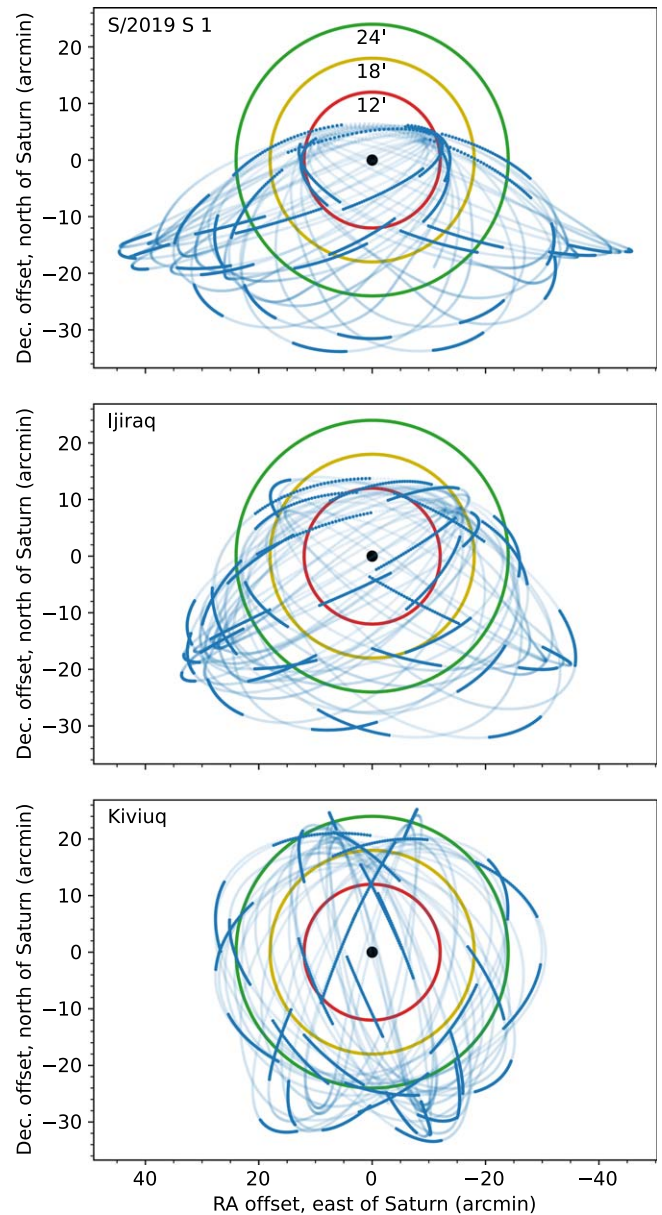 S/2019 S 1
24'
18'
12'
20
10
0
−10
−20
−30
Dec. offset, north of Saturn (arcmin)
Ijiraq
20
10
0
−10
−20
−30
Dec. offset, north of Saturn (arcmin)
Kiviuq
20
10
0
−10
−20
−30
Dec. offset, north of Saturn (arcmin)
40 20 0 −20 −40
RA offset, east of Saturn (arcmin)